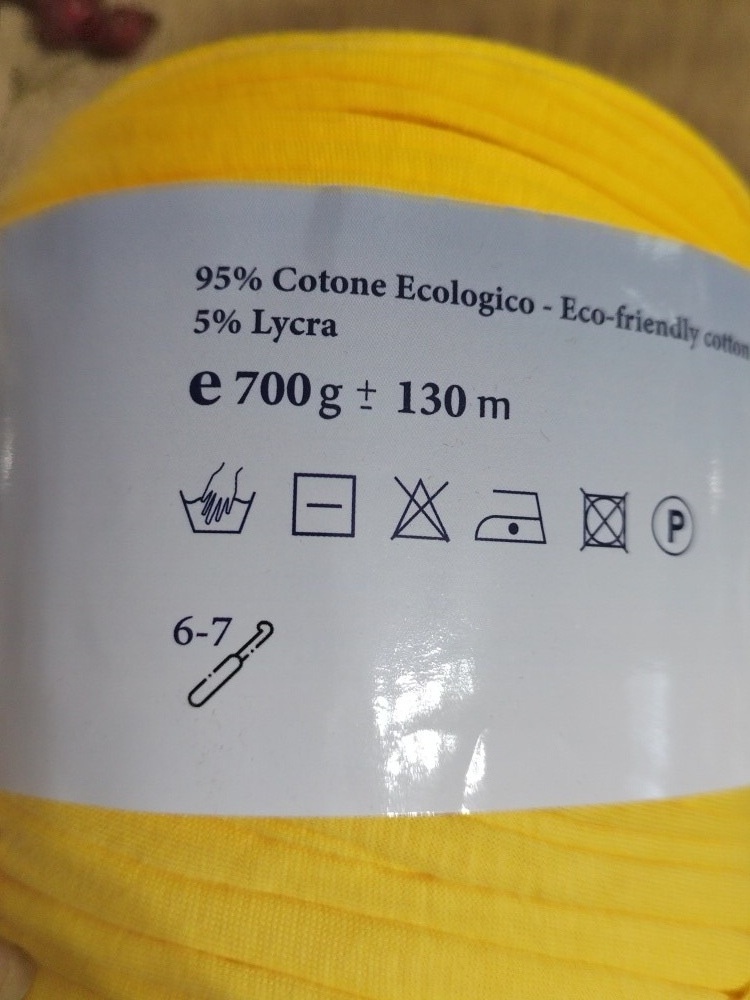 95% Cotone Ecologico - Eco-friendly cotton
5% Lycra
e 700 g ± 130 m
P
6-7